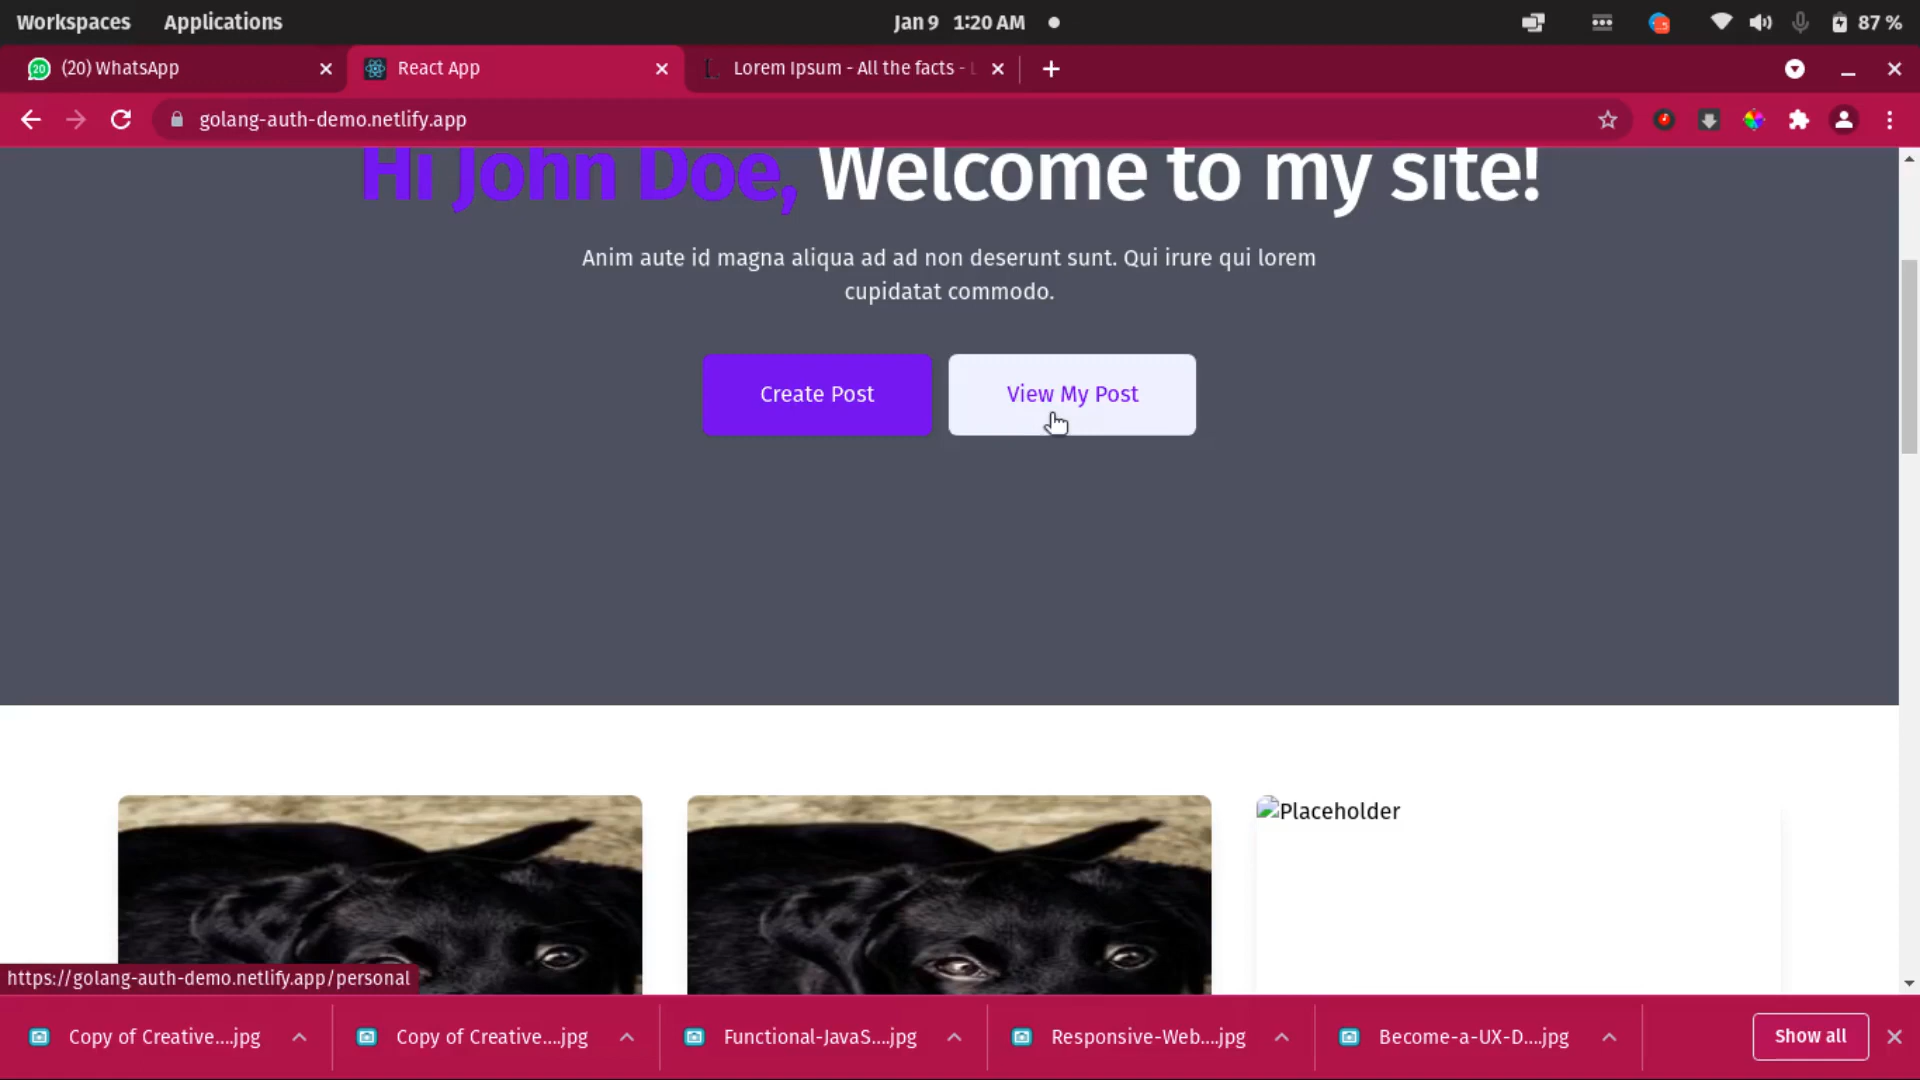 Workspaces Applications Jan 9 1:20 AM 87 %
20 (20) WhatsApp React App Lorem Ipsum - All the facts -
golang-auth-demo.netlify.app
Hi John Doe, Welcome to my site!
Anim aute id magna aliqua ad ad non deserunt sunt. Qui irure qui lorem
cupidatat commodo.
Create Post View My Post
Placeholder
https://golang-auth-demo.netlify.app/personal
Copy of Creative....jpg Copy of Creative....jpg Functional-JavaS....jpg Responsive-Web....jpg Become-a-UX-D....jpg Show all